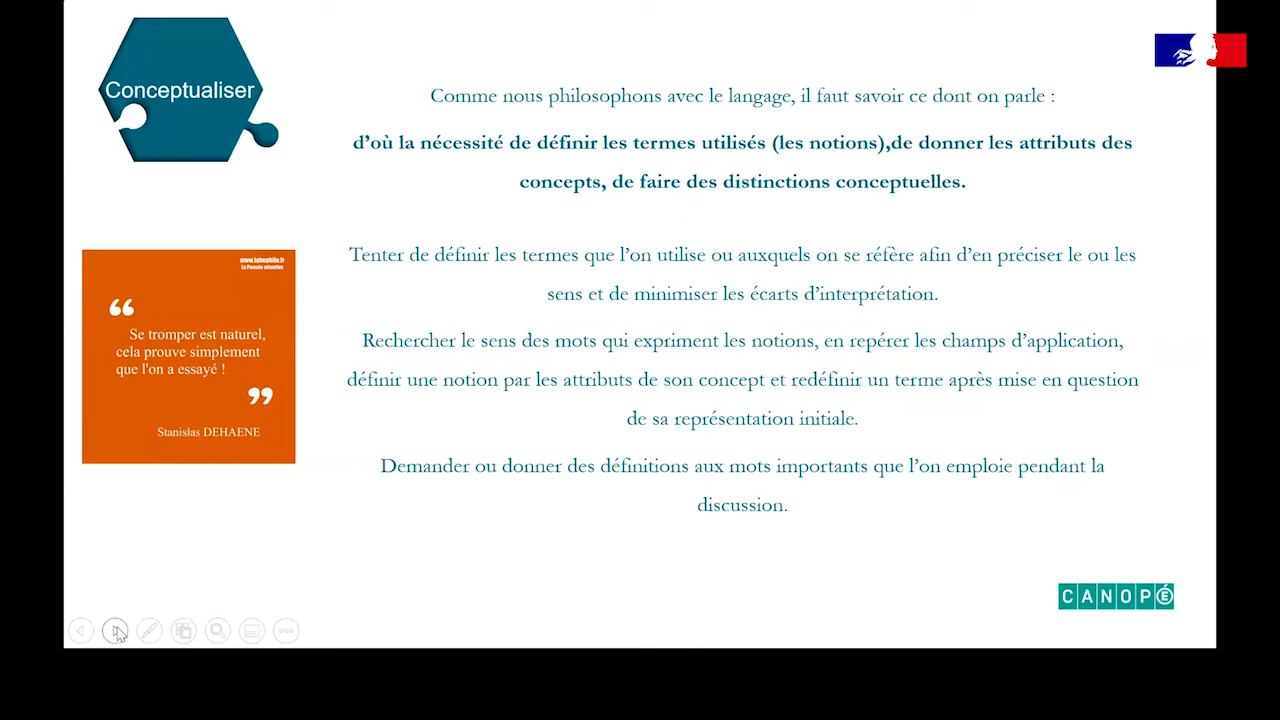 Conceptualiser
Comme nous philosophons avec le langage, il faut savoir ce dont on parle :
d’où la nécessité de définir les termes utilisés (les notions),de donner les attributs des
concepts, de faire des distinctions conceptuelles.
Tenter de définir les termes que l’on utilise ou auxquels on se réfère afin d’en préciser le ou les
sens et de minimiser les écarts d’interprétation.
Rechercher le sens des mots qui expriment les notions, en repérer les champs d’application,
définir une notion par les attributs de son concept et redéfinir un terme après mise en question
de sa représentation initiale.
Demander ou donner des définitions aux mots importants que l’on emploie pendant la
discussion.
“
Se tromper est naturel,
cela prouve simplement
que l'on a essayé !
”
Stanislas DEHAENE
CANOPÉ